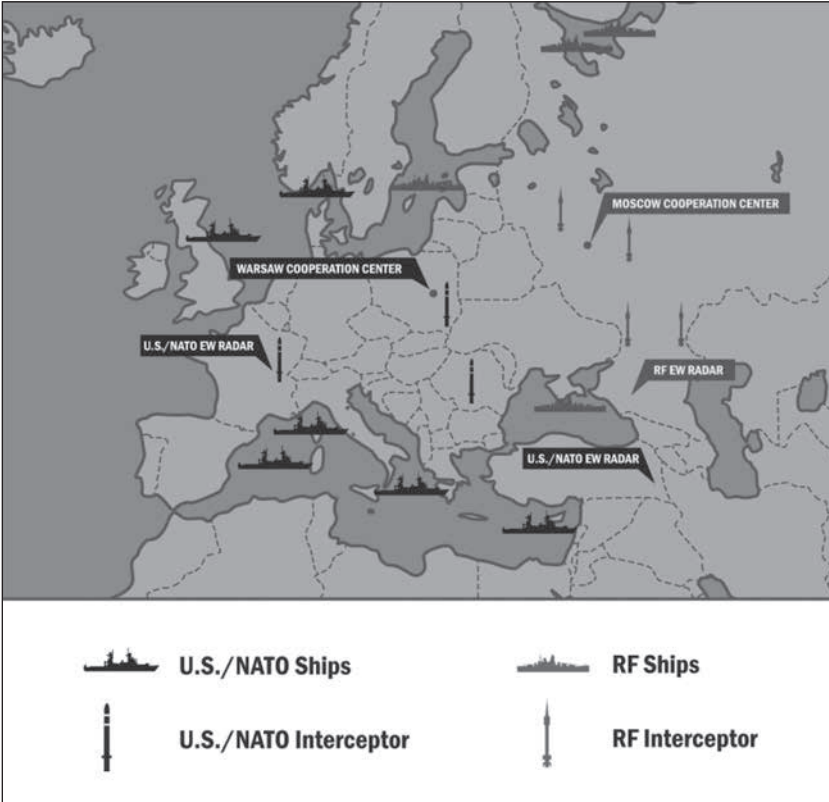 MOSCOW COOPERATION CENTER
WARSAW COOPERATION CENTER
U.S./NATO EW RADAR
RF EW RADAR
U.S./NATO EW RADAR
U.S./NATO Ships
RF Ships
U.S./NATO Interceptor
RF Interceptor